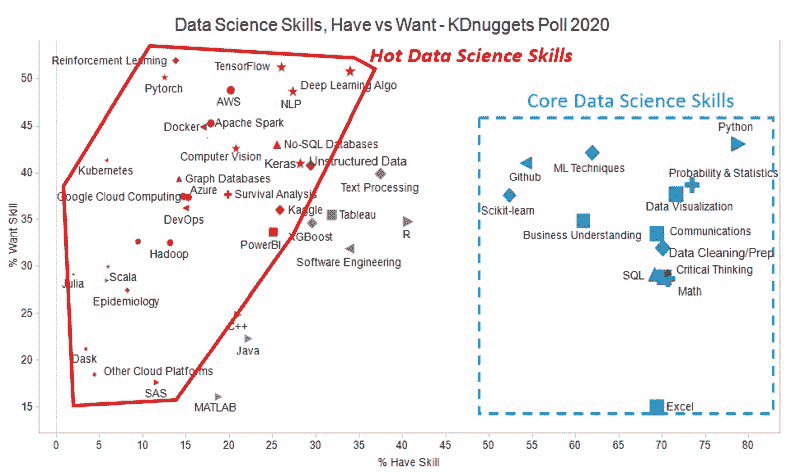 Data Science Skills, Have vs Want - KDnuggets Poll 2020
Hot Data Science Skills
Core Data Science Skills
% Want Skill
50
45
40
35
30
25
20
15
Reinforcement Learning
TensorFlow
Pytorch
Deep Learning Algo
NLP
AWS
Docker
Apache Spark
No-SQL Databases
Computer Vision
Keras
Unstructured Data
Kubernetes
Text Processing
Graph Databases
Azure
Google Cloud Computing
Survival Analysis
DevOps
Kaggle
Tableau
R
XGBoost
PowerBI
Software Engineering
Hadoop
Julia
Scala
Epidemiology
C++
Java
Dask
Other Cloud Platforms
SAS
MATLAB
Python
Github
ML Techniques
Probability & Statistics
Scikit-learn
Data Visualization
Business Understanding
Communications
Data Cleaning/Prep
SQL
Critical Thinking
Math
Excel
0 5 10 15 20 25 30 35 40 45 50 55 60 65 70 75 80
% Have Skill